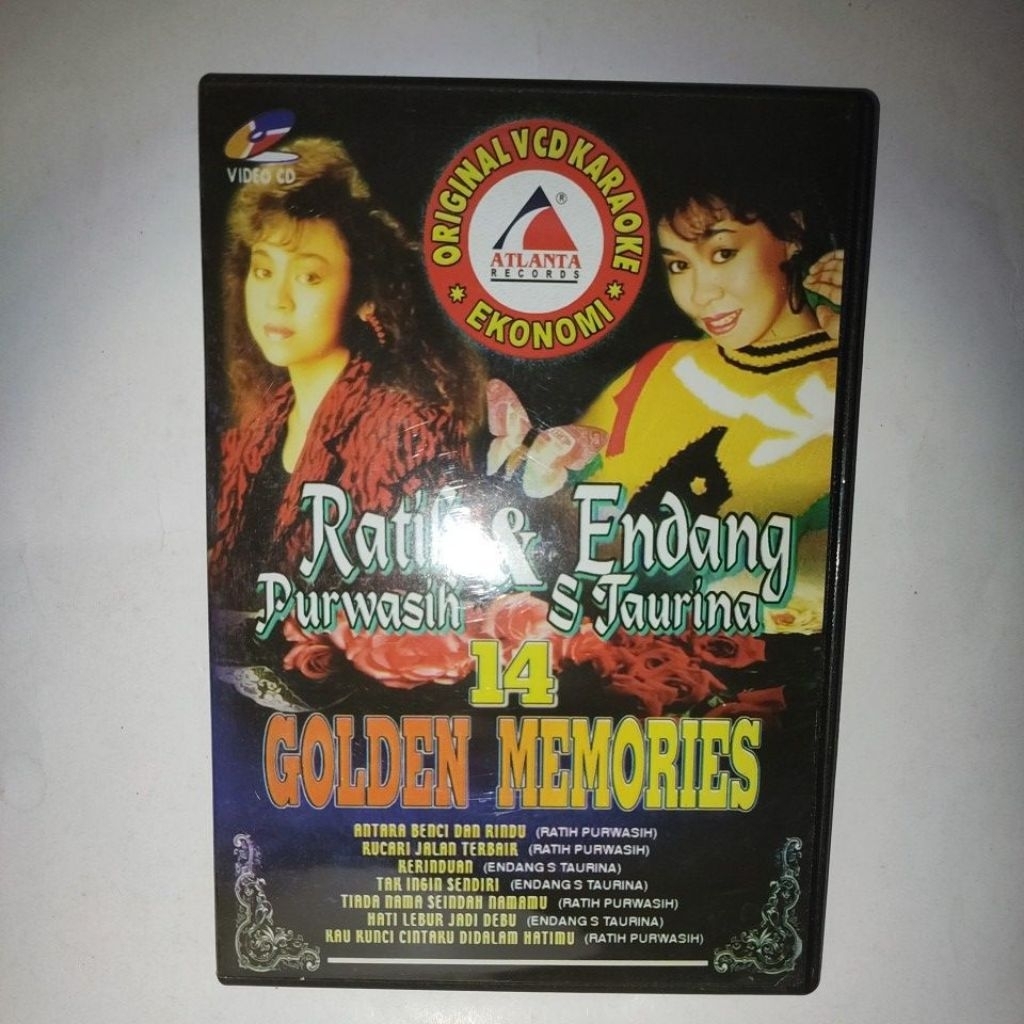 VIDEO CD
ORIGINAL VCD KARAOKE
ATLANTA ®
RECORDS
* EKONOMI *
Ratih & Endang
Purwasih S Taurina
14
GOLDEN MEMORIES
ANTARA BENCI DAN RINDU (RATIH PURWASIH)
KUCARI JALAN TERBAIK (RATIH PURWASIH)
KERINDUAN (ENDANG S TAURINA)
TAK INGIN SENDIRI (ENDANG S TAURINA)
TIADA NAMA SEINDAH NAMAMU (RATIH PURWASIH)
HATI LEBUR JADI DEBU (ENDANG S TAURINA)
KAU KUNCI CINTAKU DIDALAM HATIMU (RATIH PURWASIH)